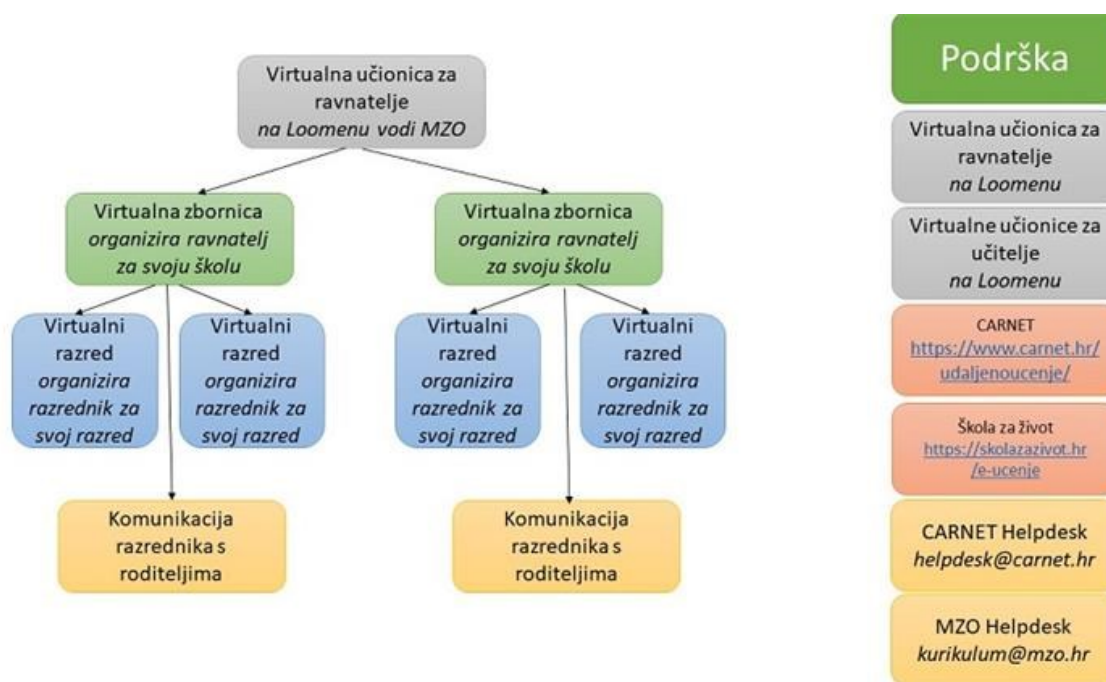 Virtualna učionica za
ravnatelje
na Loomenu vodi MZO
Virtualna zbornica
organizira ravnatelj
za svoju školu
Virtualna zbornica
organizira ravnatelj
za svoju školu
Virtualni
razred
organizira
razrednik za
svoj razred
Virtualni
razred
organizira
razrednik za
svoj razred
Virtualni
razred
organizira
razrednik za
svoj razred
Virtualni
razred
organizira
razrednik za
svoj razred
Komunikacija
razrednika s
roditeljima
Komunikacija
razrednika s
roditeljima
Podrška
Virtualna učionica za
ravnatelje
na Loomenu
Virtualne učionice za
učitelje
na Loomenu
CARNET
https://www.carnet.hr/
udaljenoucenje/
Škola za život
https://skolazazivot.hr
/e-ucenje
CARNET Helpdesk
helpdesk@carnet.hr
MZO Helpdesk
kurikulum@mzo.hr